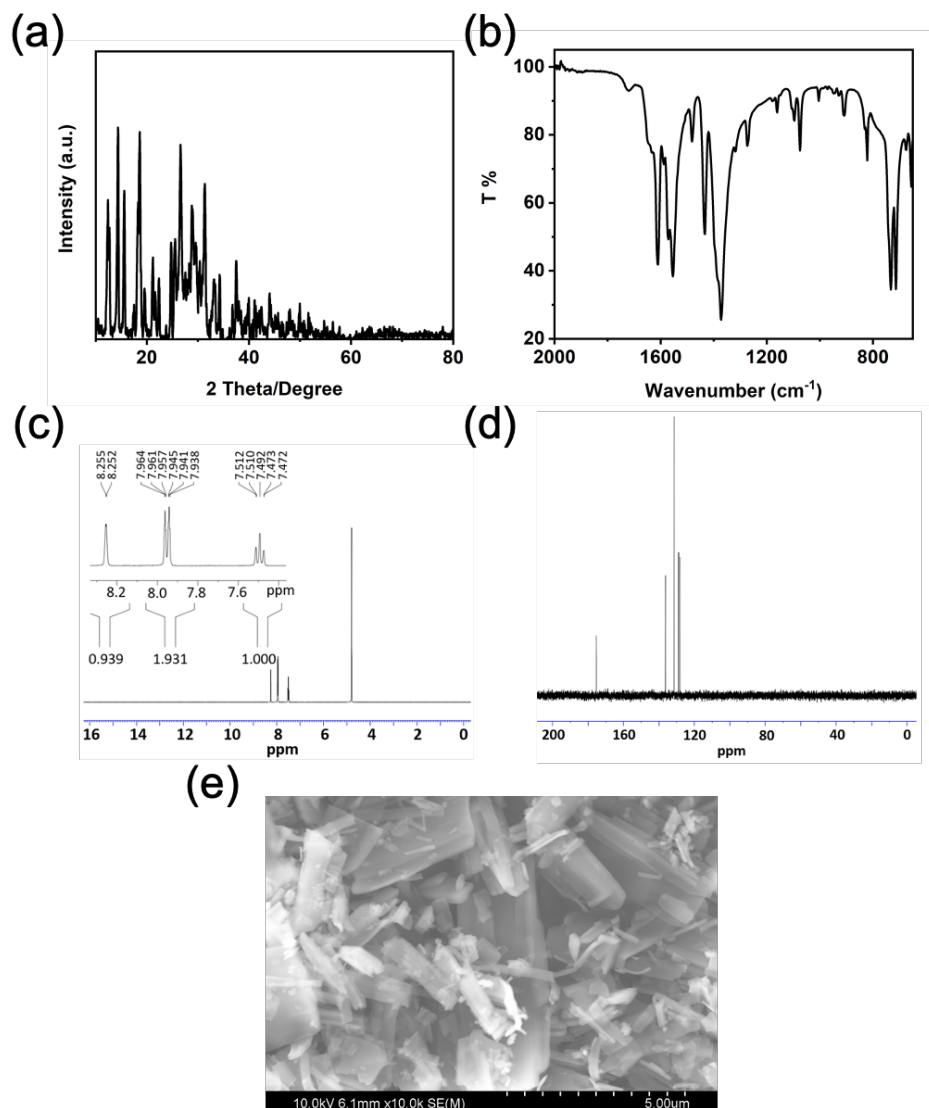 (a)
Intensity (a.u.)
20 40 60 80
2 Theta/Degree
(b)
100
80
60
40
20
T %
2000 1600 1200 800
Wavenumber (cm⁻¹)
(c)
8.255
8.252
7.964
7.961
7.957
7.945
7.941
7.938
7.512
7.510
7.492
7.473
7.472
8.2 8.0 7.8 7.6 ppm
0.939 1.931 1.000
16 14 12 10 8 6 4 2 0
ppm
(d)
200 160 120 80 40 0
ppm
(e)
10.0kV 6.1mm x10.0k SE(M) 5.00um